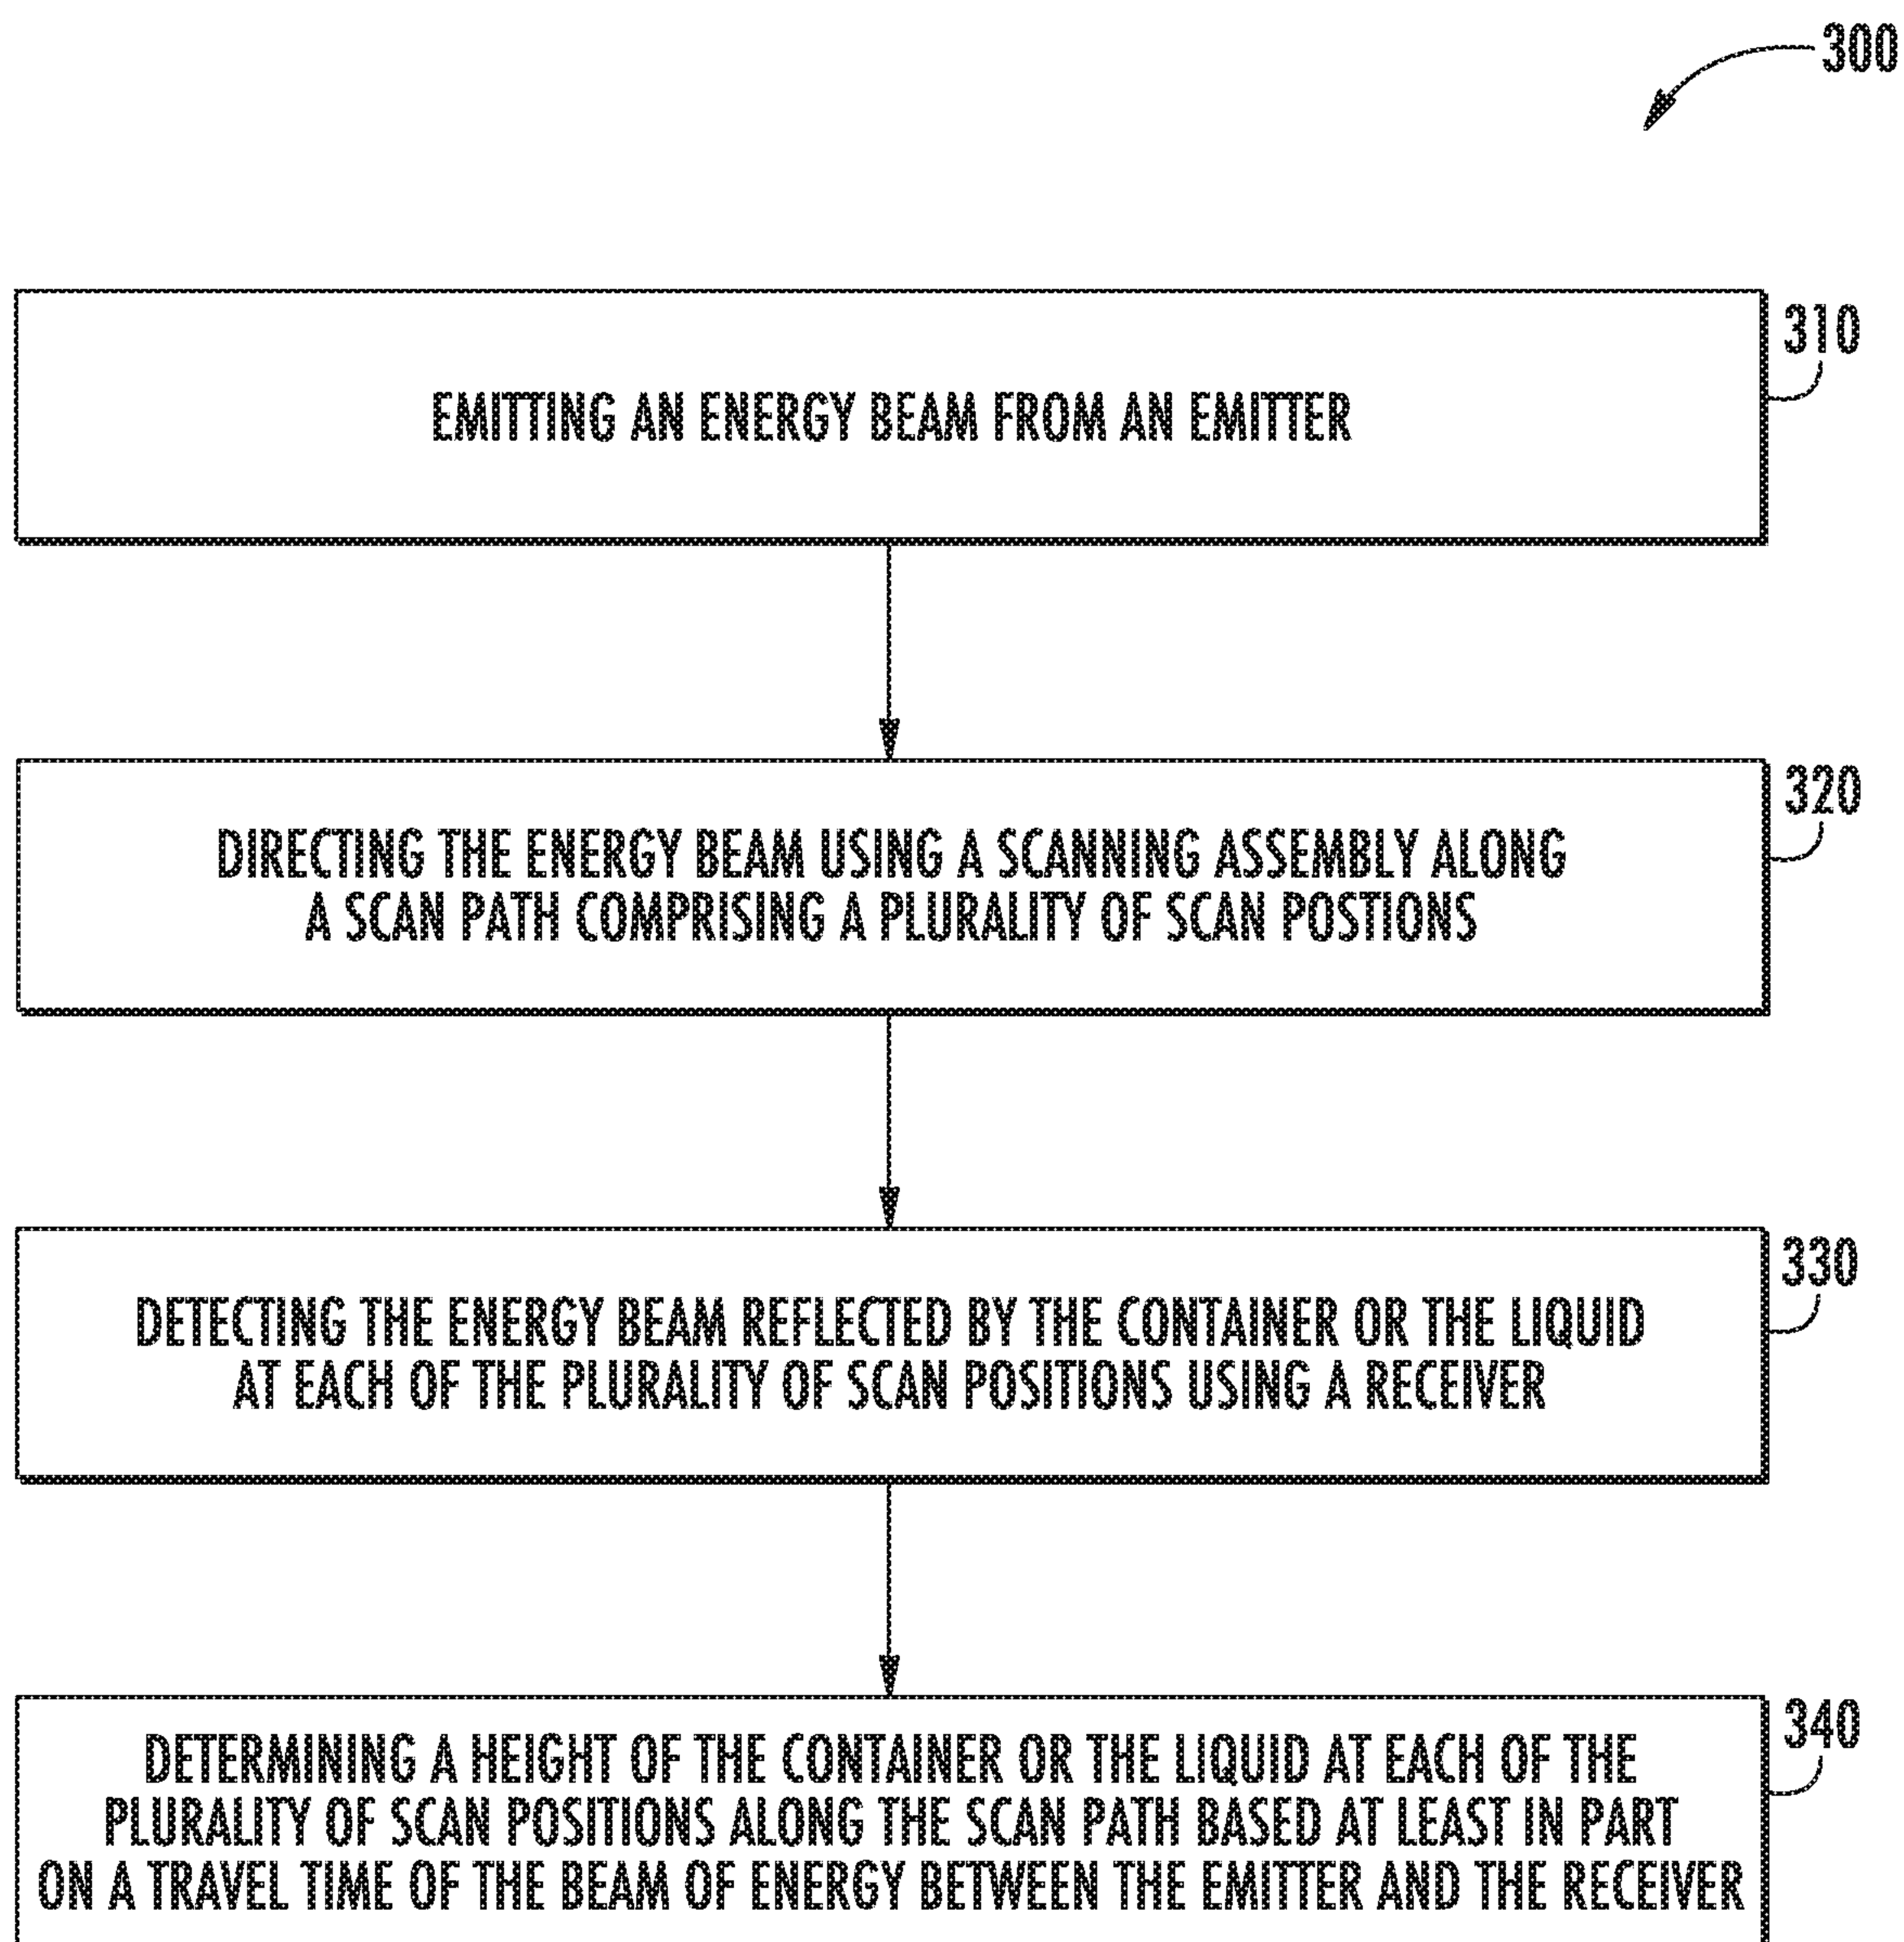 300
310
EMITTING AN ENERGY BEAM FROM AN EMITTER
320
DIRECTING THE ENERGY BEAM USING A SCANNING ASSEMBLY ALONG
A SCAN PATH COMPRISING A PLURALITY OF SCAN POSTIONS
330
DETECTING THE ENERGY BEAM REFLECTED BY THE CONTAINER OR THE LIQUID
AT EACH OF THE PLURALITY OF SCAN POSITIONS USING A RECEIVER
340
DETERMINING A HEIGHT OF THE CONTAINER OR THE LIQUID AT EACH OF THE
PLURALITY OF SCAN POSITIONS ALONG THE SCAN PATH BASED AT LEAST IN PART
ON A TRAVEL TIME OF THE BEAM OF ENERGY BETWEEN THE EMITTER AND THE RECEIVER